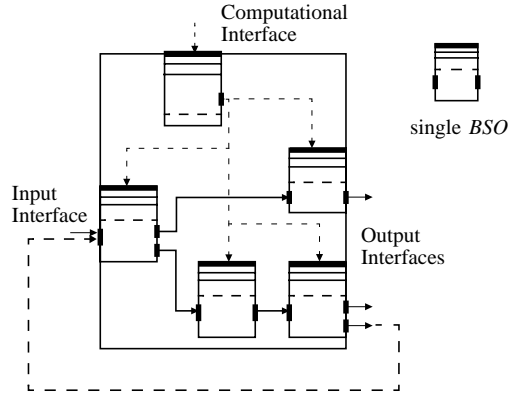 Computational
Interface
single BSO
Input
Interface
Output
Interfaces